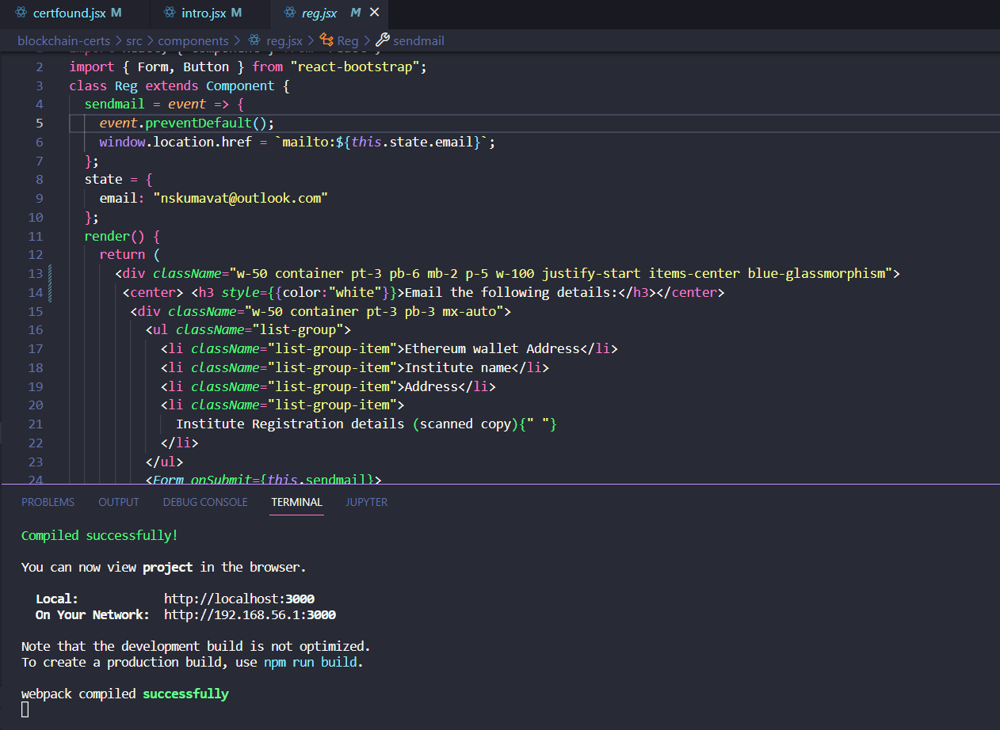 certfound.jsx M intro.jsx M reg.jsx M
blockchain-certs > src > components > reg.jsx > Reg > sendmail
2 import { Form, Button } from "react-bootstrap";
3 class Reg extends Component {
4 sendmail = event => {
5 event.preventDefault();
6 window.location.href = `mailto:${this.state.email}`;
7 };
8 state = {
9 email: "nskumavat@outlook.com"
10 };
11 render() {
12 return (
13 <div className="w-50 container pt-3 pb-6 mb-2 p-5 w-100 justify-start items-center blue-glassmorphism">
14 <center> <h3 style={{color:"white"}}>Email the following details:</h3></center>
15 <div className="w-50 container pt-3 pb-3 mx-auto">
16 <ul className="list-group">
17 <li className="list-group-item">Ethereum wallet Address</li>
18 <li className="list-group-item">Institute name</li>
19 <li className="list-group-item">Address</li>
20 <li className="list-group-item">
21 Institute Registration details (scanned copy){" "}
22 </li>
23 </ul>
24 <Form onSubmit={this.sendmail}>
PROBLEMS OUTPUT DEBUG CONSOLE TERMINAL JUPYTER
Compiled successfully!
You can now view project in the browser.
Local: http://localhost:3000
On Your Network: http://192.168.56.1:3000
Note that the development build is not optimized.
To create a production build, use npm run build.
webpack compiled successfully